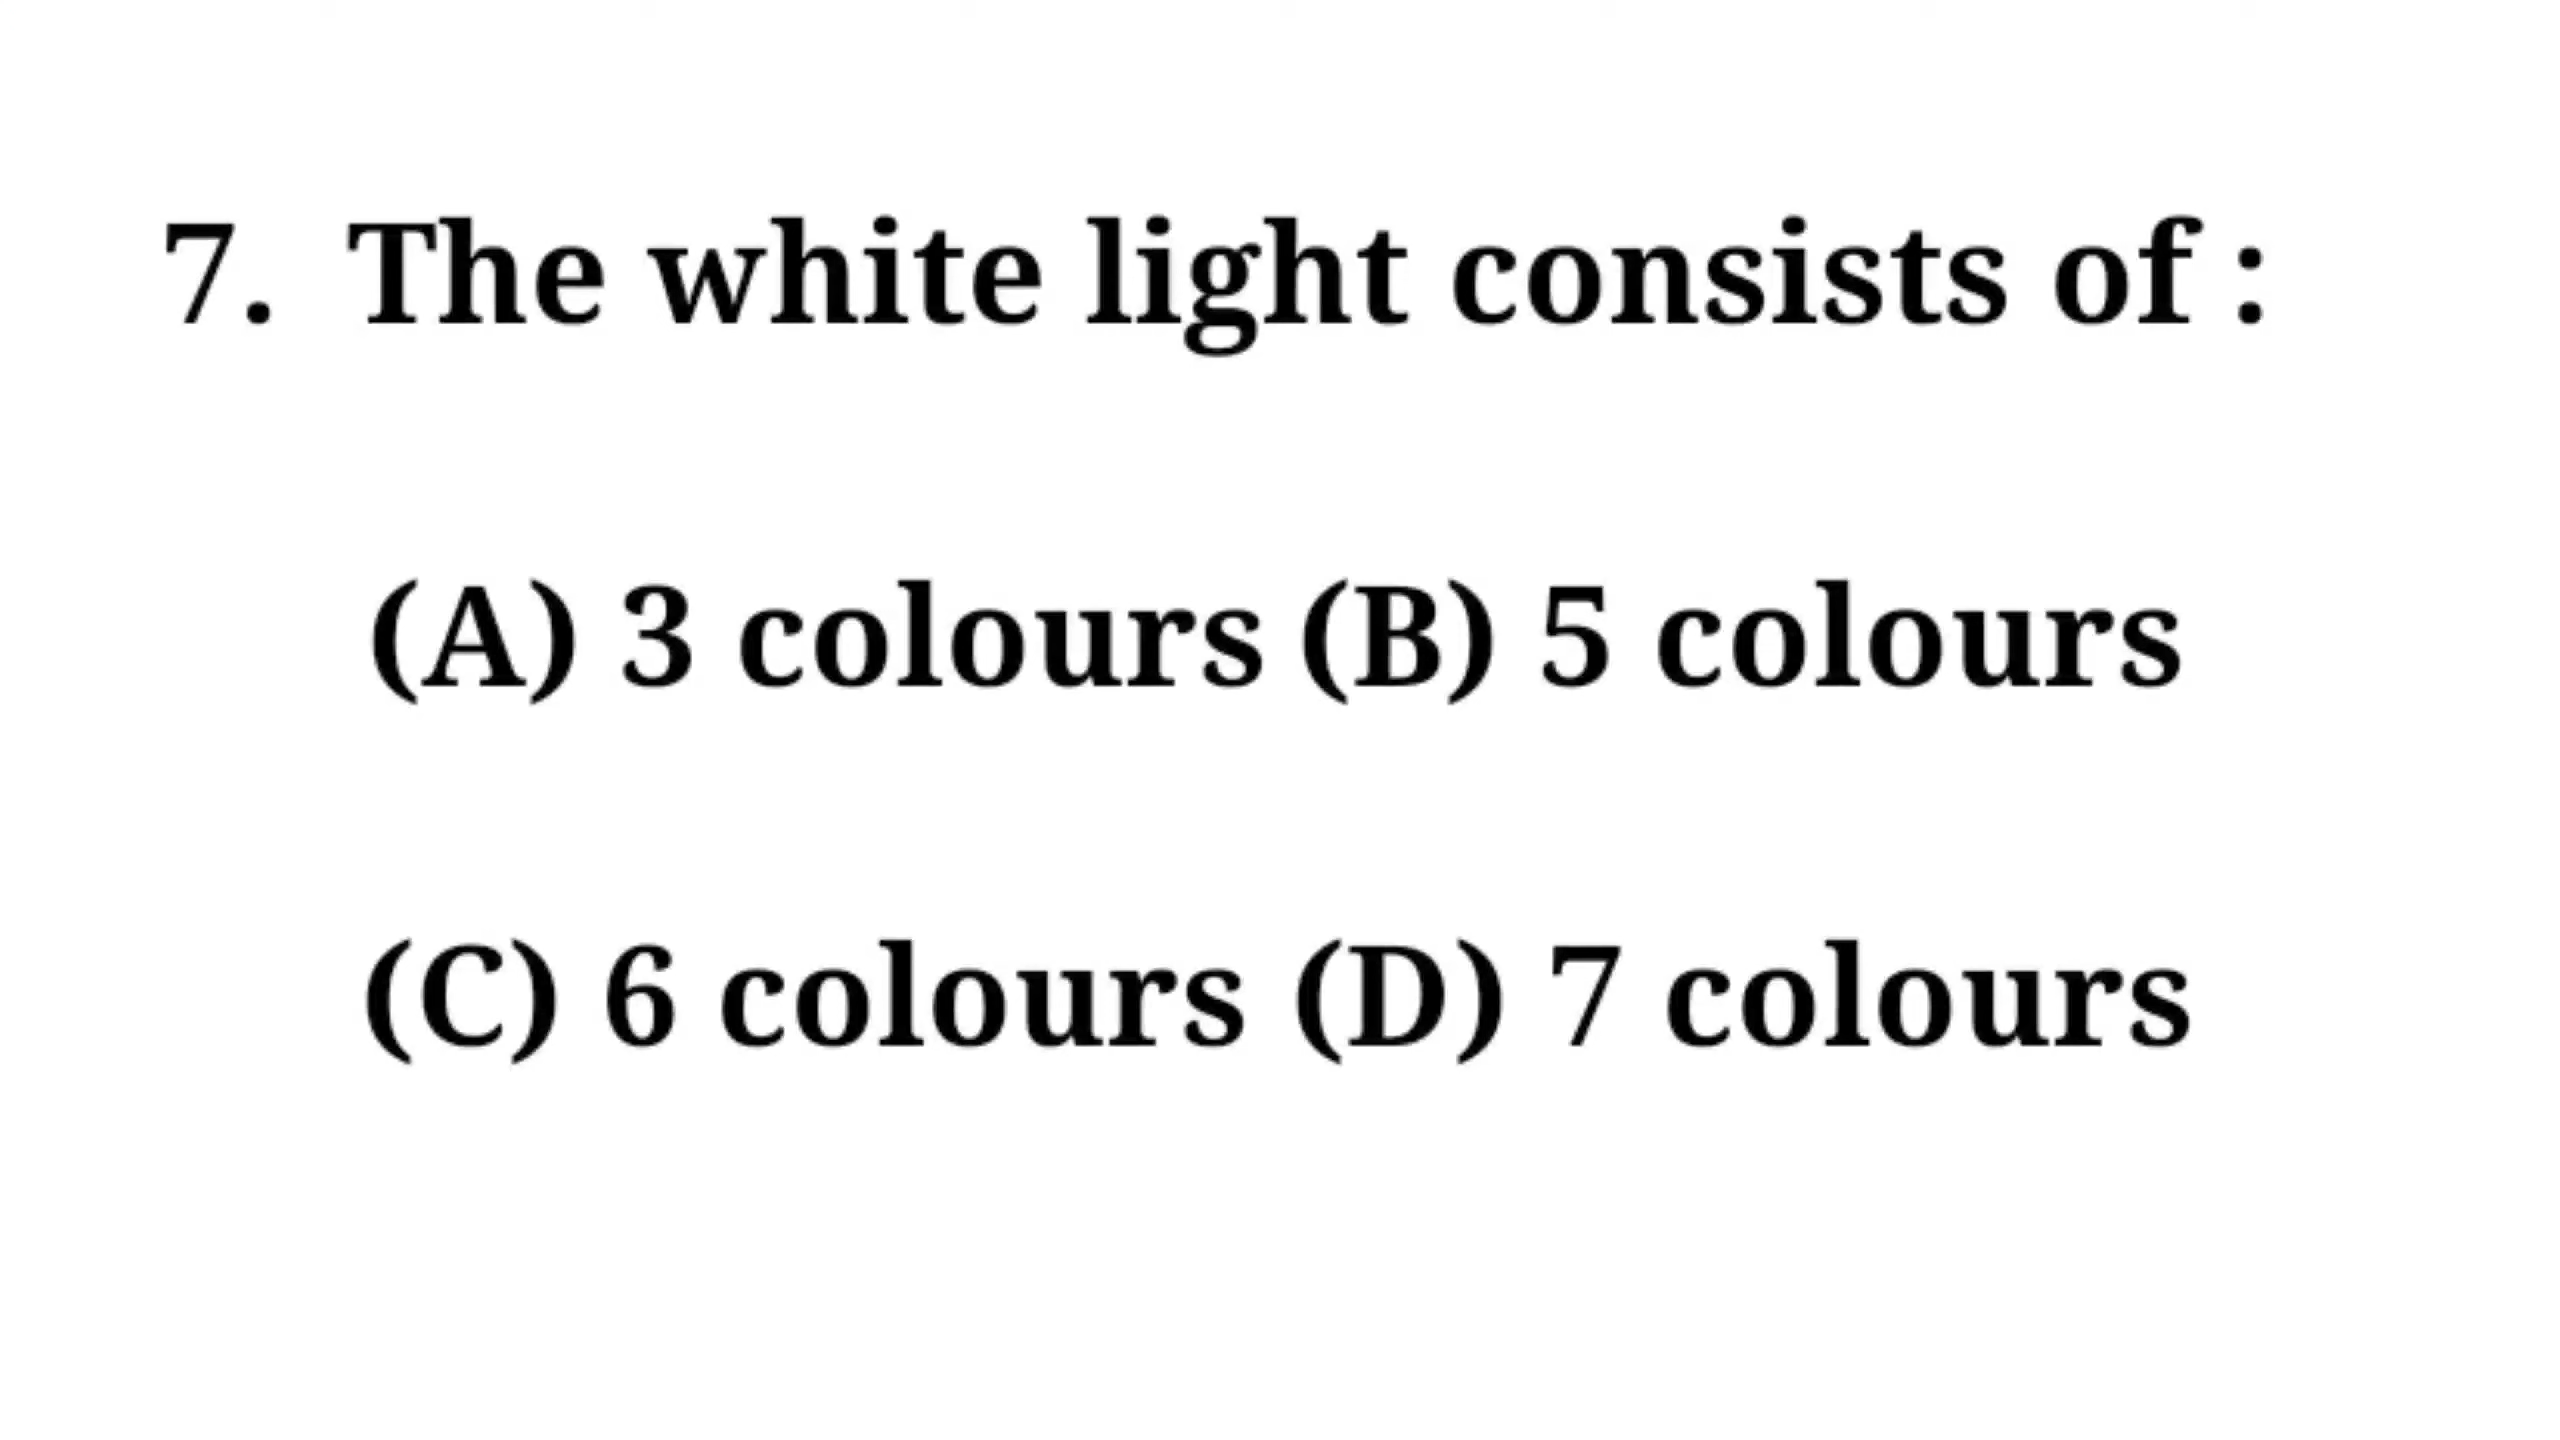 7. The white light consists of :
(A) 3 colours (B) 5 colours
(C) 6 colours (D) 7 colours